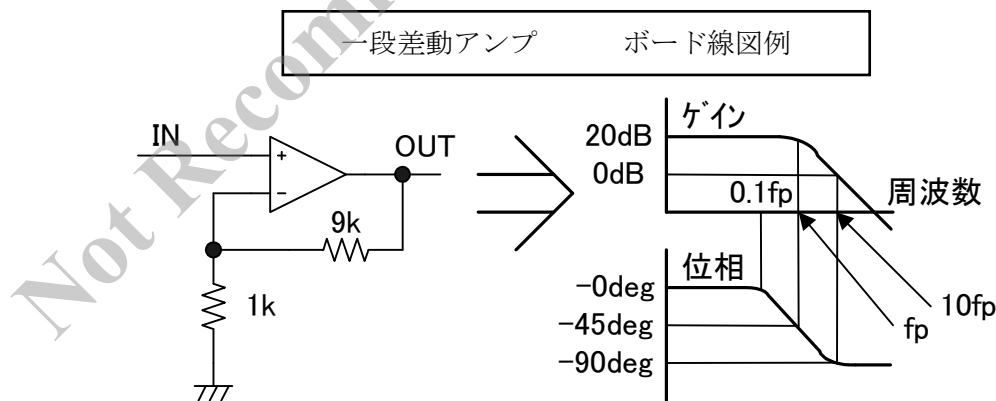 Not Recom
一段差動アンプ ボード線図例
IN
+
-
OUT
9k
1k
ゲイン
20dB
0dB
0.1fp
周波数
位相
-0deg
-45deg
-90deg
10fp
fp